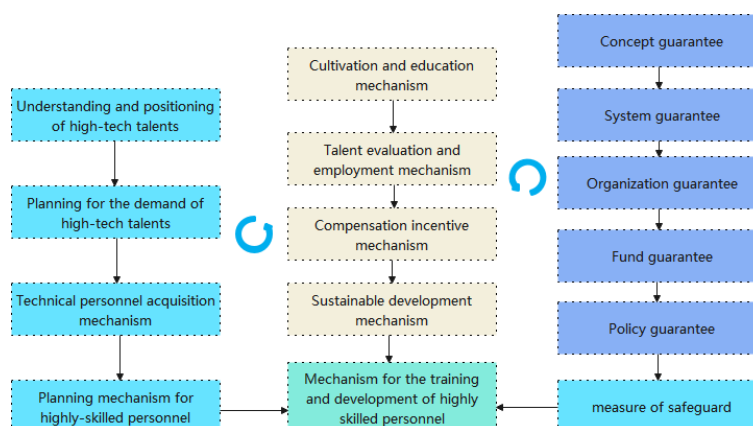 Understanding and positioning
of high-tech talents
Planning for the demand of
high-tech talents
Technical personnel acquisition
mechanism
Planning mechanism for
highly-skilled personnel
Cultivation and education
mechanism
Talent evaluation and
employment mechanism
Compensation incentive
mechanism
Sustainable development
mechanism
Mechanism for the training
and development of highly
skilled personnel
Concept guarantee
System guarantee
Organization guarantee
Fund guarantee
Policy guarantee
measure of safeguard